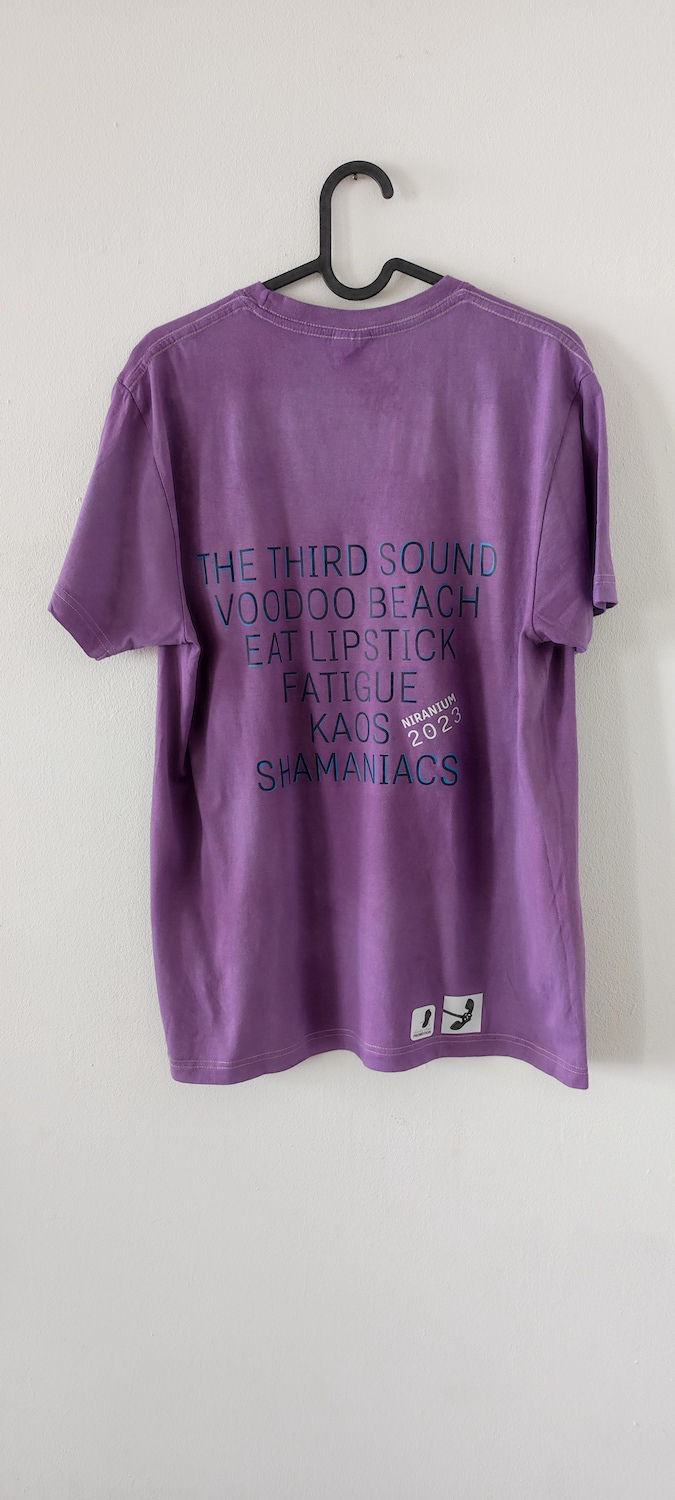 THE THIRD SOUND
VOODOO BEACH
EAT LIPSTICK
FATIGUE
KAOS
NIRANIUM
2023
SHAMANIACS